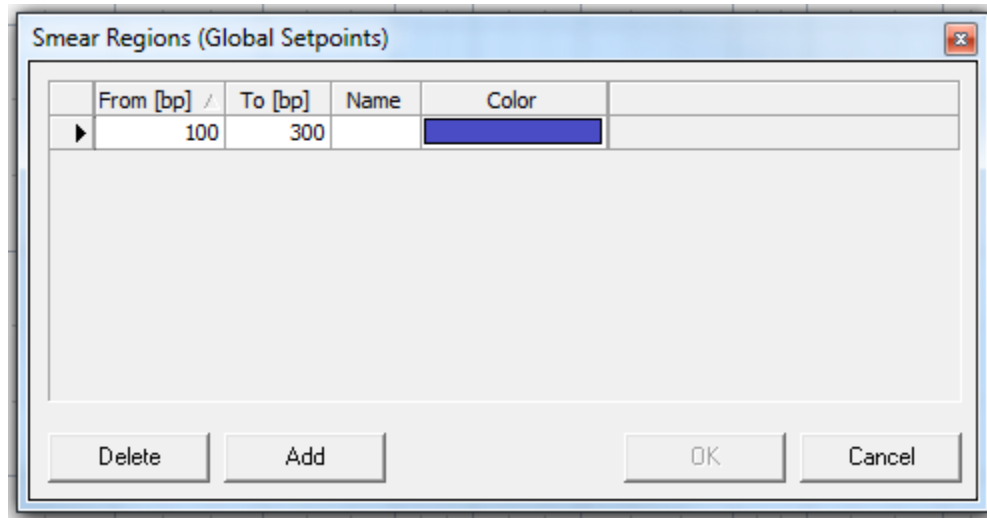 Smear Regions (Global Setpoints)
From [bp] To [bp] Name Color
100 300
Delete Add OK Cancel